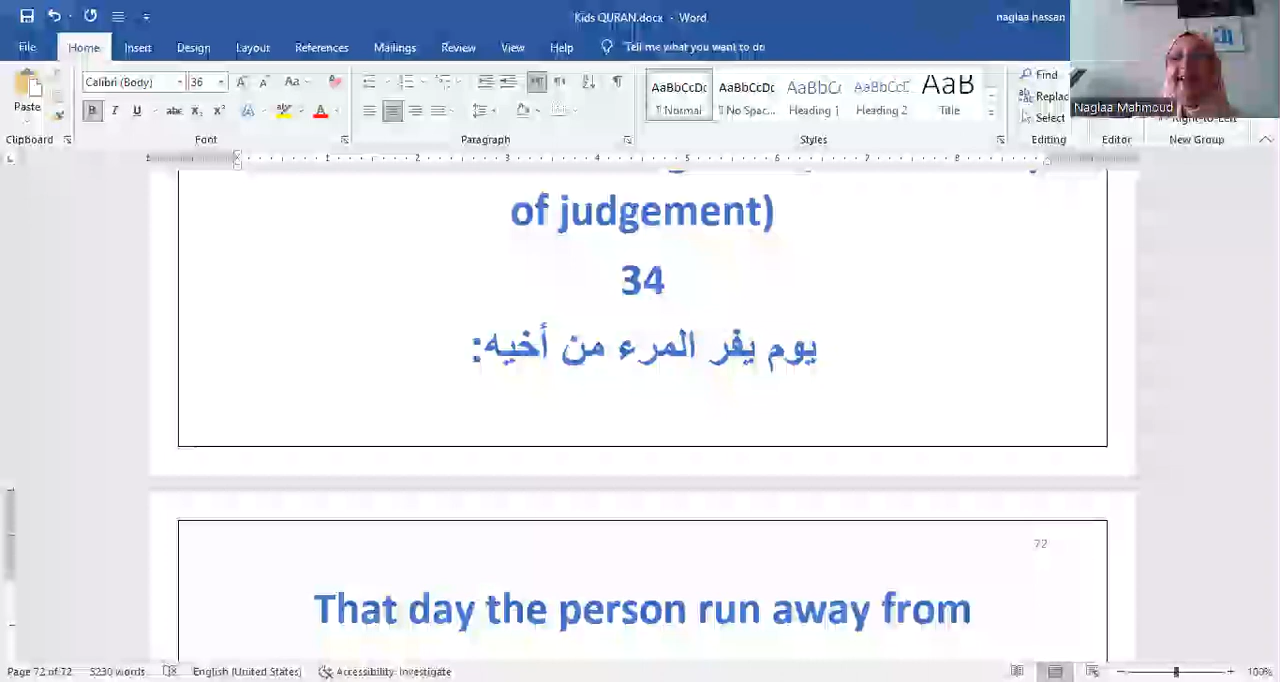 Kids QURAN.docx - Word
naglaa hassan
File Home Insert Design Layout References Mailings Review View Help Tell me what you want to do
Calibri (Body) 36
Paste
AaBbCcDc AaBbCcDc AaBbC AaBbCcC AaB
¶ Normal ¶ No Spac... Heading 1 Heading 2 Title
Find
Replac
Select
Naglaa Mahmoud
Right-to-Left
Clipboard Font Paragraph Styles Editing Editor New Group
of judgement)
34
يوم يفر المرء من أخيه:
72
That day the person run away from
Page 72 of 72 5230 words English (United States) Accessibility: Investigate 100%